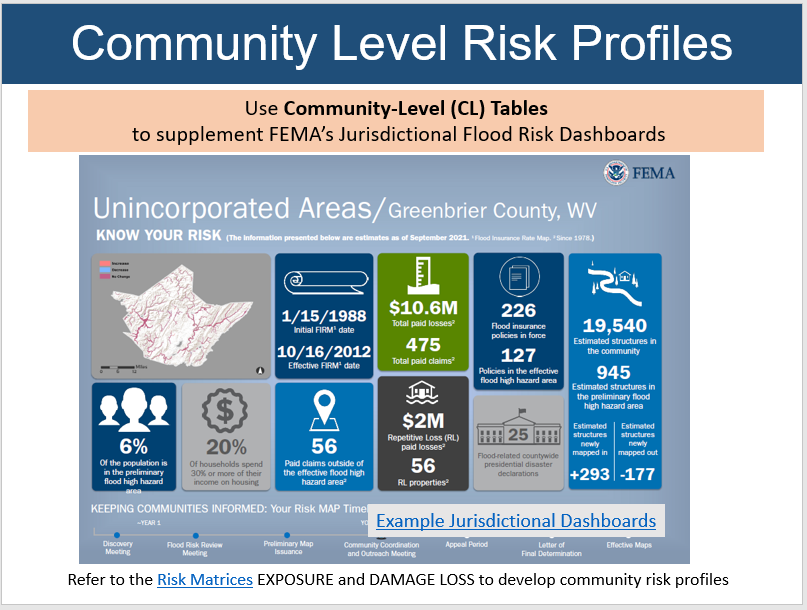 Community Level Risk Profiles
Use Community-Level (CL) Tables
to supplement FEMA's Jurisdictional Flood Risk Dashboards
FEMA
Unincorporated Areas/Greenbrier County, WV
KNOW YOUR RISK (The information presented below are estimates as of September 2021. ¹Flood Insurance Rate Map. ²Since 1978.)
Increase
Decrease
No Change
Miles
0
6
12
1/15/1988
Initial FIRM¹ date
10/16/2012
Effective FIRM¹ date
$10.6M
Total paid losses²
475
Total paid claims²
226
Flood insurance
policies in force
127
Policies in the effective
flood high hazard area
19,540
Estimated structures in
the community
945
Estimated structures in
the preliminary flood
high hazard area
Estimated
structures
newly
mapped in
+293
Estimated
structures
newly
mapped out
-177
6%
Of the population is
in the preliminary
flood high hazard
area
$
20%
Of households spend
30% or more of their
income on housing
56
Paid claims outside of
the effective flood high
hazard area²
$2M
Repetitive Loss (RL)
paid losses²
56
RL properties²
25
Flood-related countywide
presidential disaster
declarations
KEEPING COMMUNITIES INFORMED: Your Risk MAP Time
~YEAR 1
Example Jurisdictional Dashboards
Discovery
Meeting
Flood Risk Review
Meeting
Preliminary Map
Issuance
Community Coordination
and Outreach Meeting
Appeal Period
Letter of
Final Determination
Effective Maps
Refer to the Risk Matrices EXPOSURE and DAMAGE LOSS to develop community risk profiles